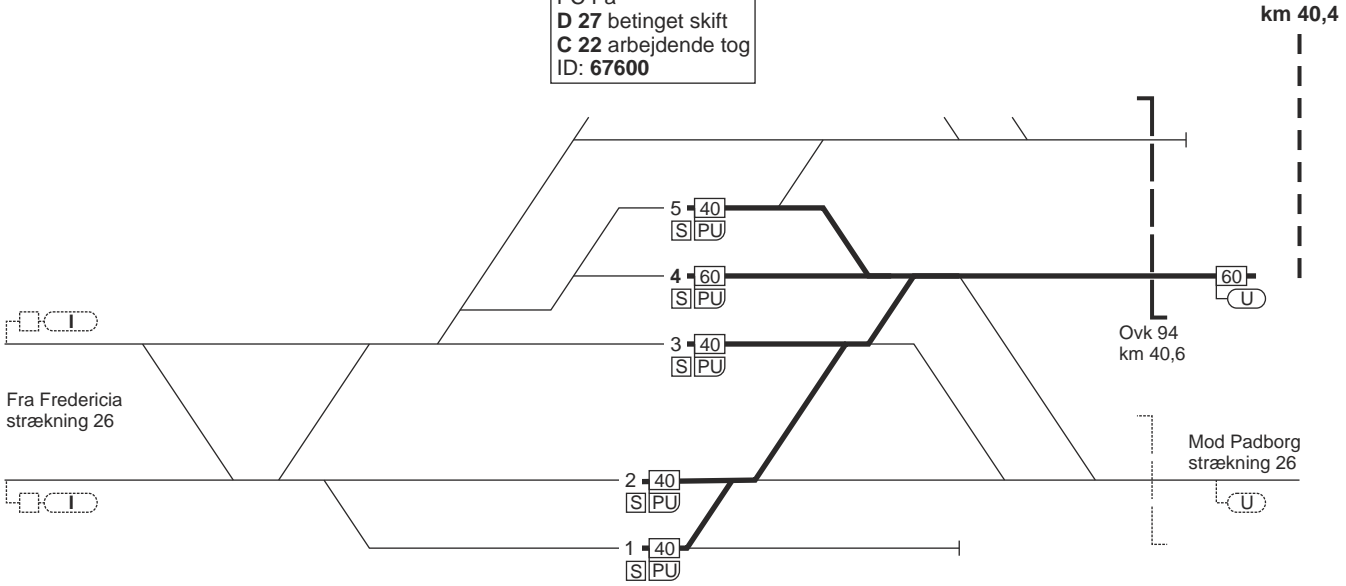 km 40,4
D 27 betinget skift
C 22 arbejdende tog
ID: 67600
5 40
S PU
4 60
S PU
60
U
I
3 40
S PU
Ovk 94
km 40,6
Fra Fredericia
strækning 26
Mod Padborg
strækning 26
2 40
S PU
I
U
1 40
S PU